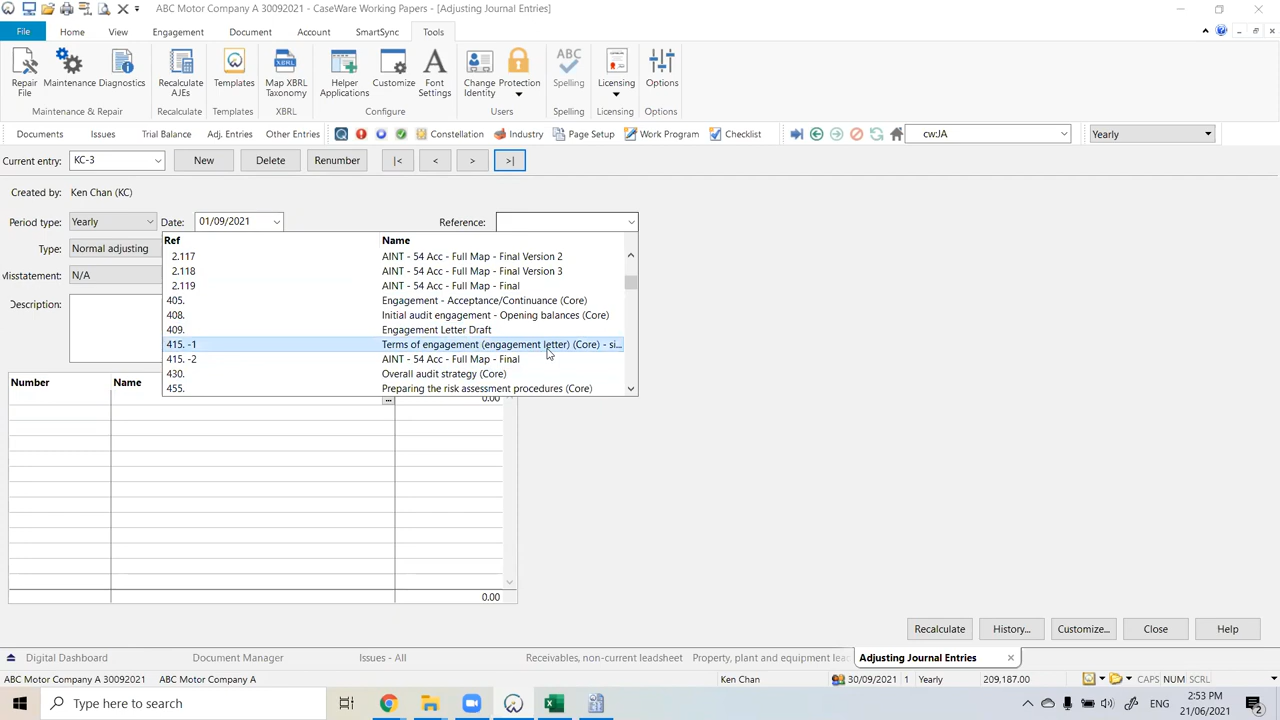 ABC Motor Company A 30092021 - CaseWare Working Papers - [Adjusting Journal Entries]
File Home View Engagement Document Account SmartSync Tools
Repair File Maintenance Diagnostics Recalculate AJEs Templates Map XBRL Taxonomy Helper Applications Customize Font Settings Change Identity Protection ABC Spelling Licensing Options
Maintenance & Repair Recalculate Templates XBRL Configure Users Spelling Licensing Options
Documents Issues Trial Balance Adj. Entries Other Entries Constellation Industry Page Setup Work Program Checklist cw:JA Yearly
Current entry: KC-3 New Delete Renumber |< < > >|
Created by: Ken Chan (KC)
Period type: Yearly Date: 01/09/2021 Reference:
Type: Normal adjusting
Misstatement: N/A
Description:
Ref Name
2.117 AINT - 54 Acc - Full Map - Final Version 2
2.118 AINT - 54 Acc - Full Map - Final Version 3
2.119 AINT - 54 Acc - Full Map - Final
405. Engagement - Acceptance/Continuance (Core)
408. Initial audit engagement - Opening balances (Core)
409. Engagement Letter Draft
415. -1 Terms of engagement (engagement letter) (Core) - si...
415. -2 AINT - 54 Acc - Full Map - Final
430. Overall audit strategy (Core)
455. Preparing the risk assessment procedures (Core)
Number Name
... 0.00
0.00
Recalculate History... Customize... Close Help
Digital Dashboard Document Manager Issues - All Receivables, non-current leadsheet Property, plant and equipment lead Adjusting Journal Entries
ABC Motor Company A 30092021 ABC Motor Company A Ken Chan 30/09/2021 1 Yearly 209,187.00 CAPS NUM SCRL
Type here to search ENG 2:53 PM
21/06/2021 2